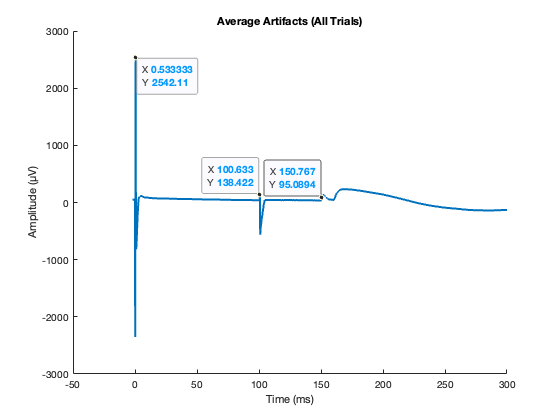 Average Artifacts (All Trials)
3000
2000
1000
0
-1000
-2000
-3000
Amplitude (µV)
X 0.533333
Y 2542.11
X 100.633
Y 138.422
X 150.767
Y 95.0894
-50
0
50
100
150
200
250
300
Time (ms)